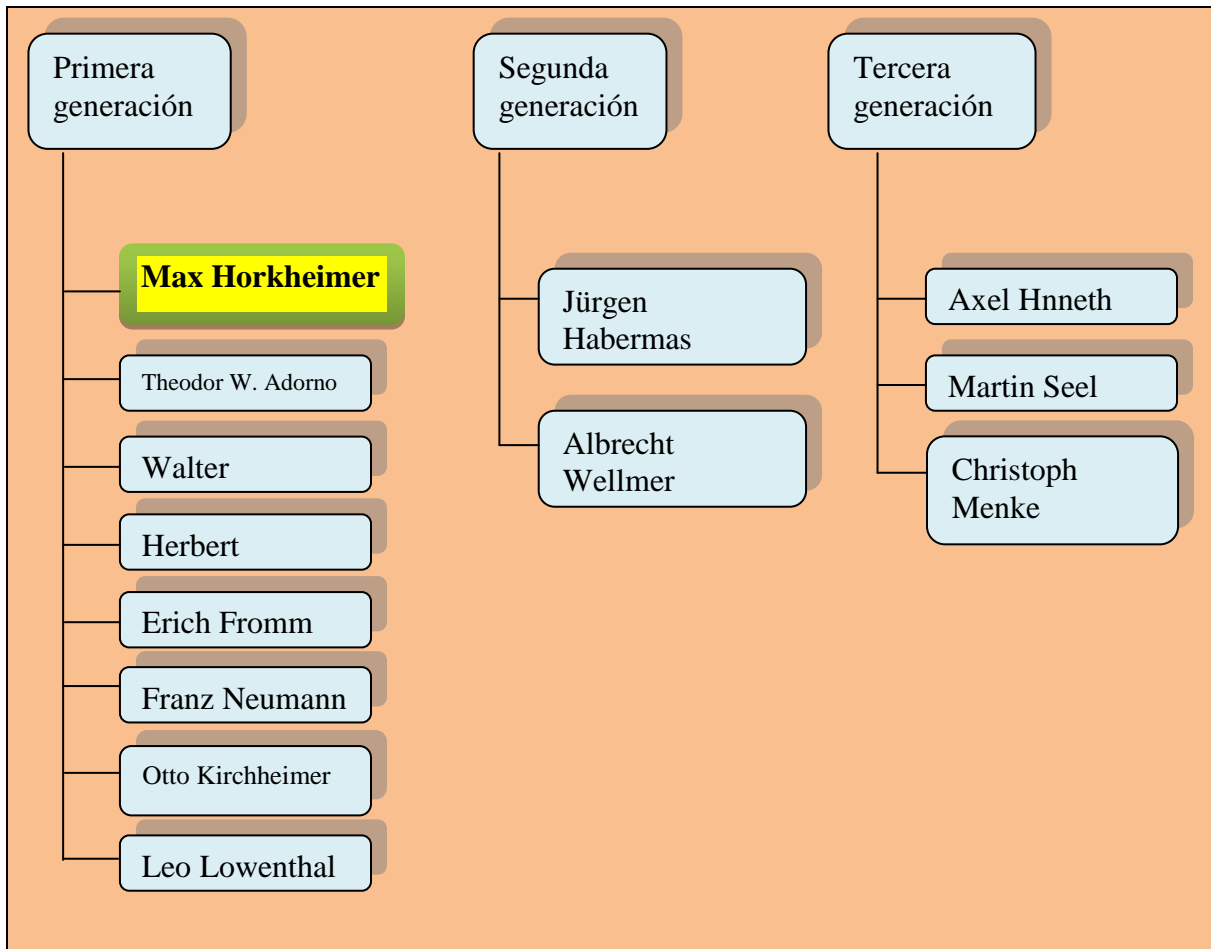 Primera
generación
Max Horkheimer
Theodor W. Adorno
Walter
Herbert
Erich Fromm
Franz Neumann
Otto Kirchheimer
Leo Lowenthal
Segunda
generación
Jürgen
Habermas
Albrecht
Wellmer
Tercera
generación
Axel Hnneth
Martin Seel
Christoph
Menke